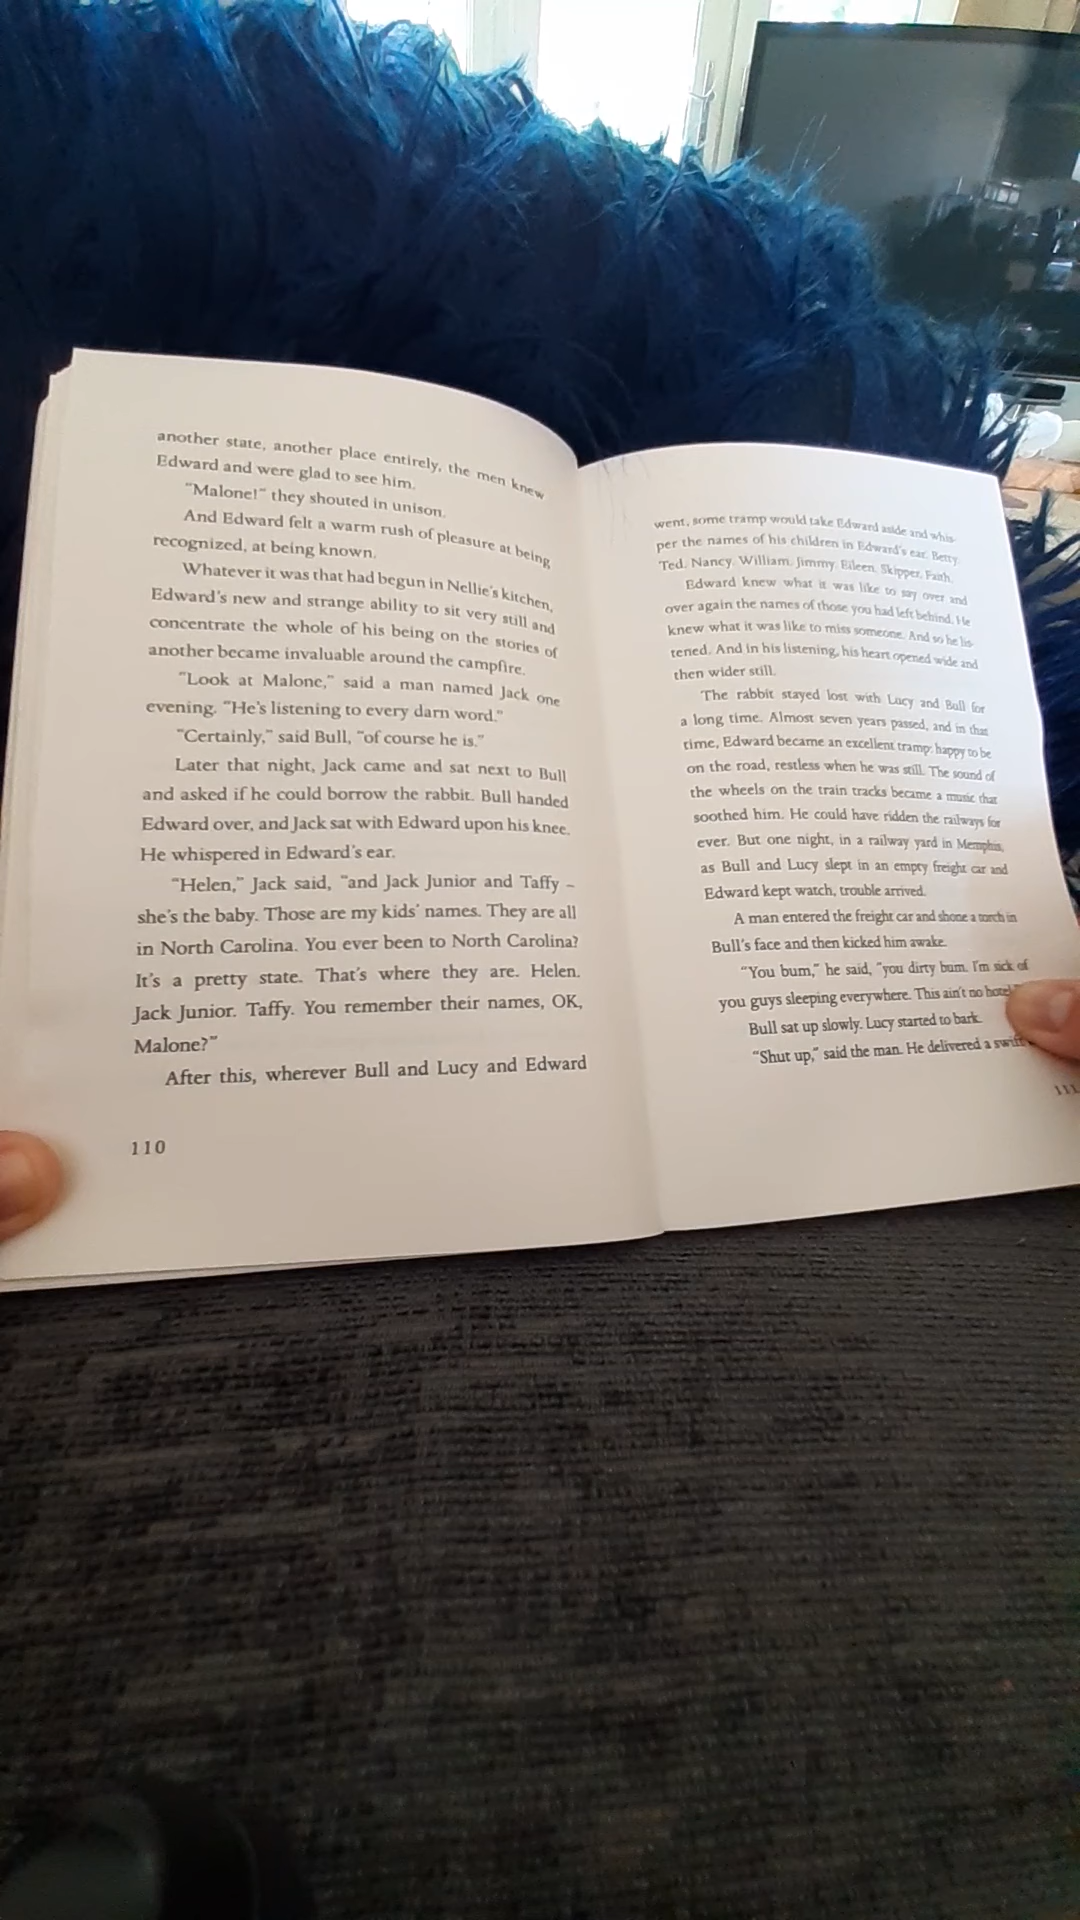 another state, another place entirely, the men knew
Edward and were glad to see him.
"Malone!" they shouted in unison.
And Edward felt a warm rush of pleasure at being
recognized, at being known.
Whatever it was that had begun in Nellie's kitchen,
Edward's new and strange ability to sit very still and
concentrate the whole of his being on the stories of
another became invaluable around the campfire.
"Look at Malone," said a man named Jack one
evening. "He's listening to every darn word."
"Certainly," said Bull, "of course he is."
Later that night, Jack came and sat next to Bull
and asked if he could borrow the rabbit. Bull handed
Edward over, and Jack sat with Edward upon his knee.
He whispered in Edward's ear.
"Helen," Jack said, "and Jack Junior and Taffy –
she's the baby. Those are my kids' names. They are all
in North Carolina. You ever been to North Carolina?
It's a pretty state. That's where they are. Helen.
Jack Junior. Taffy. You remember their names, OK,
Malone?"
After this, wherever Bull and Lucy and Edward
110
went, some tramp would take Edward aside and whis-
per the names of his children in Edward's ear. Betty.
Ted. Nancy. William. Jimmy. Eileen. Skipper. Faith.
Edward knew what it was like to say over and
over again the names of those you had left behind. He
knew what it was like to miss someone. And so he lis-
tened. And in his listening, his heart opened wide and
then wider still.
The rabbit stayed lost with Lucy and Bull for
a long time. Almost seven years passed, and in that
time, Edward became an excellent tramp: happy to be
on the road, restless when he was still. The sound of
the wheels on the train tracks became a music that
soothed him. He could have ridden the railways for
ever. But one night, in a railway yard in Memphis,
as Bull and Lucy slept in an empty freight car and
Edward kept watch, trouble arrived.
A man entered the freight car and shone a torch in
Bull's face and then kicked him awake.
"You bum," he said, "you dirty bum. I'm sick of
you guys sleeping everywhere. This ain't no hotel
Bull sat up slowly. Lucy started to bark.
"Shut up," said the man. He delivered a swift
111